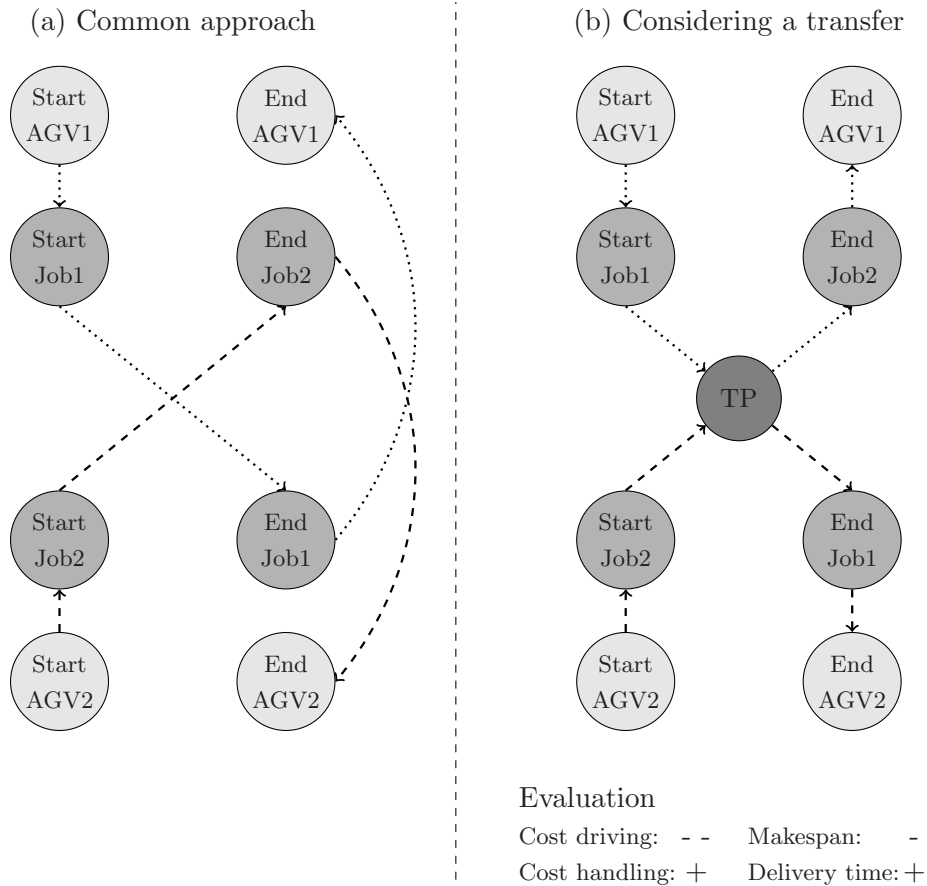 (a) Common approach
Start
AGV1
End
AGV1
Start
Job1
End
Job2
Start
Job2
End
Job1
Start
AGV2
End
AGV2
(b) Considering a transfer
Start
AGV1
End
AGV1
Start
Job1
End
Job2
TP
Start
Job2
End
Job1
Start
AGV2
End
AGV2
Evaluation
Cost driving: - - Makespan: -
Cost handling: + Delivery time: +